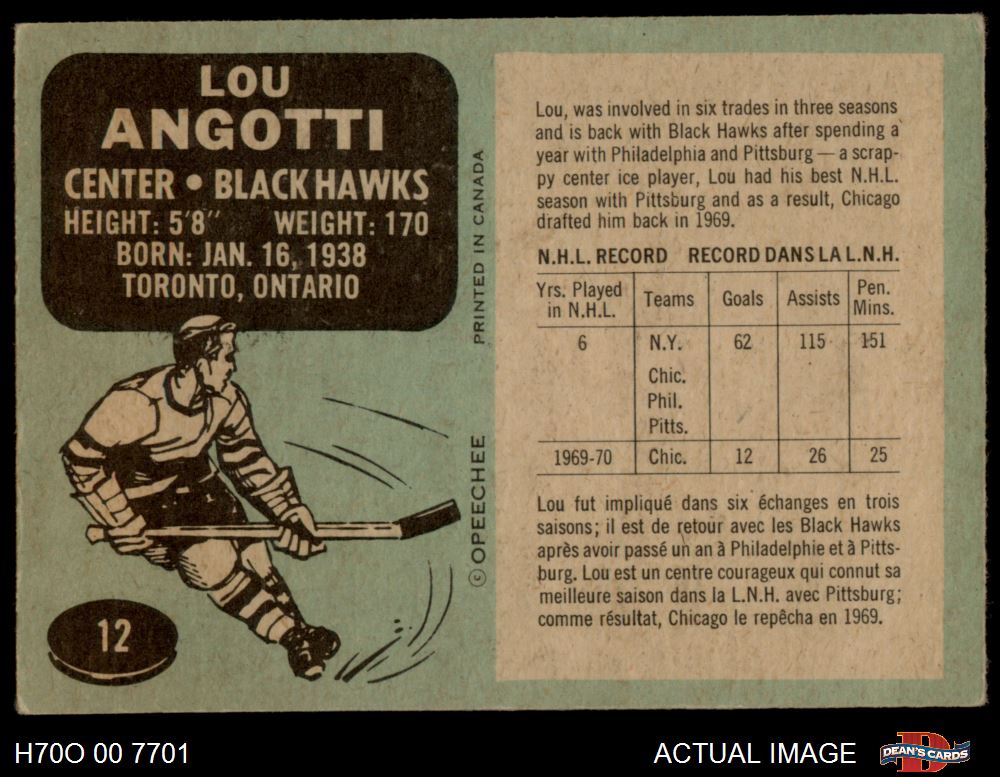 LOU
ANGOTTI
CENTER • BLACK HAWKS
HEIGHT: 5'8" WEIGHT: 170
BORN: JAN. 16, 1938
TORONTO, ONTARIO
12
PRINTED IN CANADA
© OPEECHEE
Lou, was involved in six trades in three seasons
and is back with Black Hawks after spending a
year with Philadelphia and Pittsburg — a scrap-
py center ice player, Lou had his best N.H.L.
season with Pittsburg and as a result, Chicago
drafted him back in 1969.
N.H.L. RECORD RECORD DANS LA L.N.H.
Yrs. Played in N.H.L. Teams Goals Assists Pen. Mins.
6 N.Y. 62 115 151
Chic.
Phil.
Pitts.
1969-70 Chic. 12 26 25
Lou fut impliqué dans six échanges en trois
saisons; il est de retour avec les Black Hawks
après avoir passé un an à Philadelphie et à Pitts-
burg. Lou est un centre courageux qui connut sa
meilleure saison dans la L.N.H. avec Pittsburg;
comme résultat, Chicago le repêcha en 1969.
H70O 00 7701
ACTUAL IMAGE
D
DEAN'S CARDS